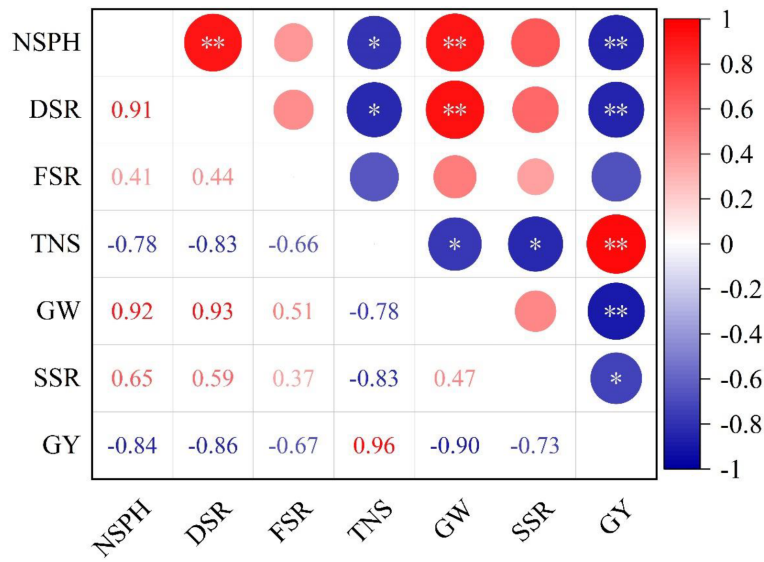 NSPH ** * ** ** 1
0.8
DSR 0.91 * ** ** 0.6
FSR 0.41 0.44 0.4
0.2
TNS -0.78 -0.83 -0.66 * * ** 0
-0.2
GW 0.92 0.93 0.51 -0.78 ** -0.4
SSR 0.65 0.59 0.37 -0.83 0.47 * -0.6
-0.8
GY -0.84 -0.86 -0.67 0.96 -0.90 -0.73 -1
NSPH DSR FSR TNS GW SSR GY